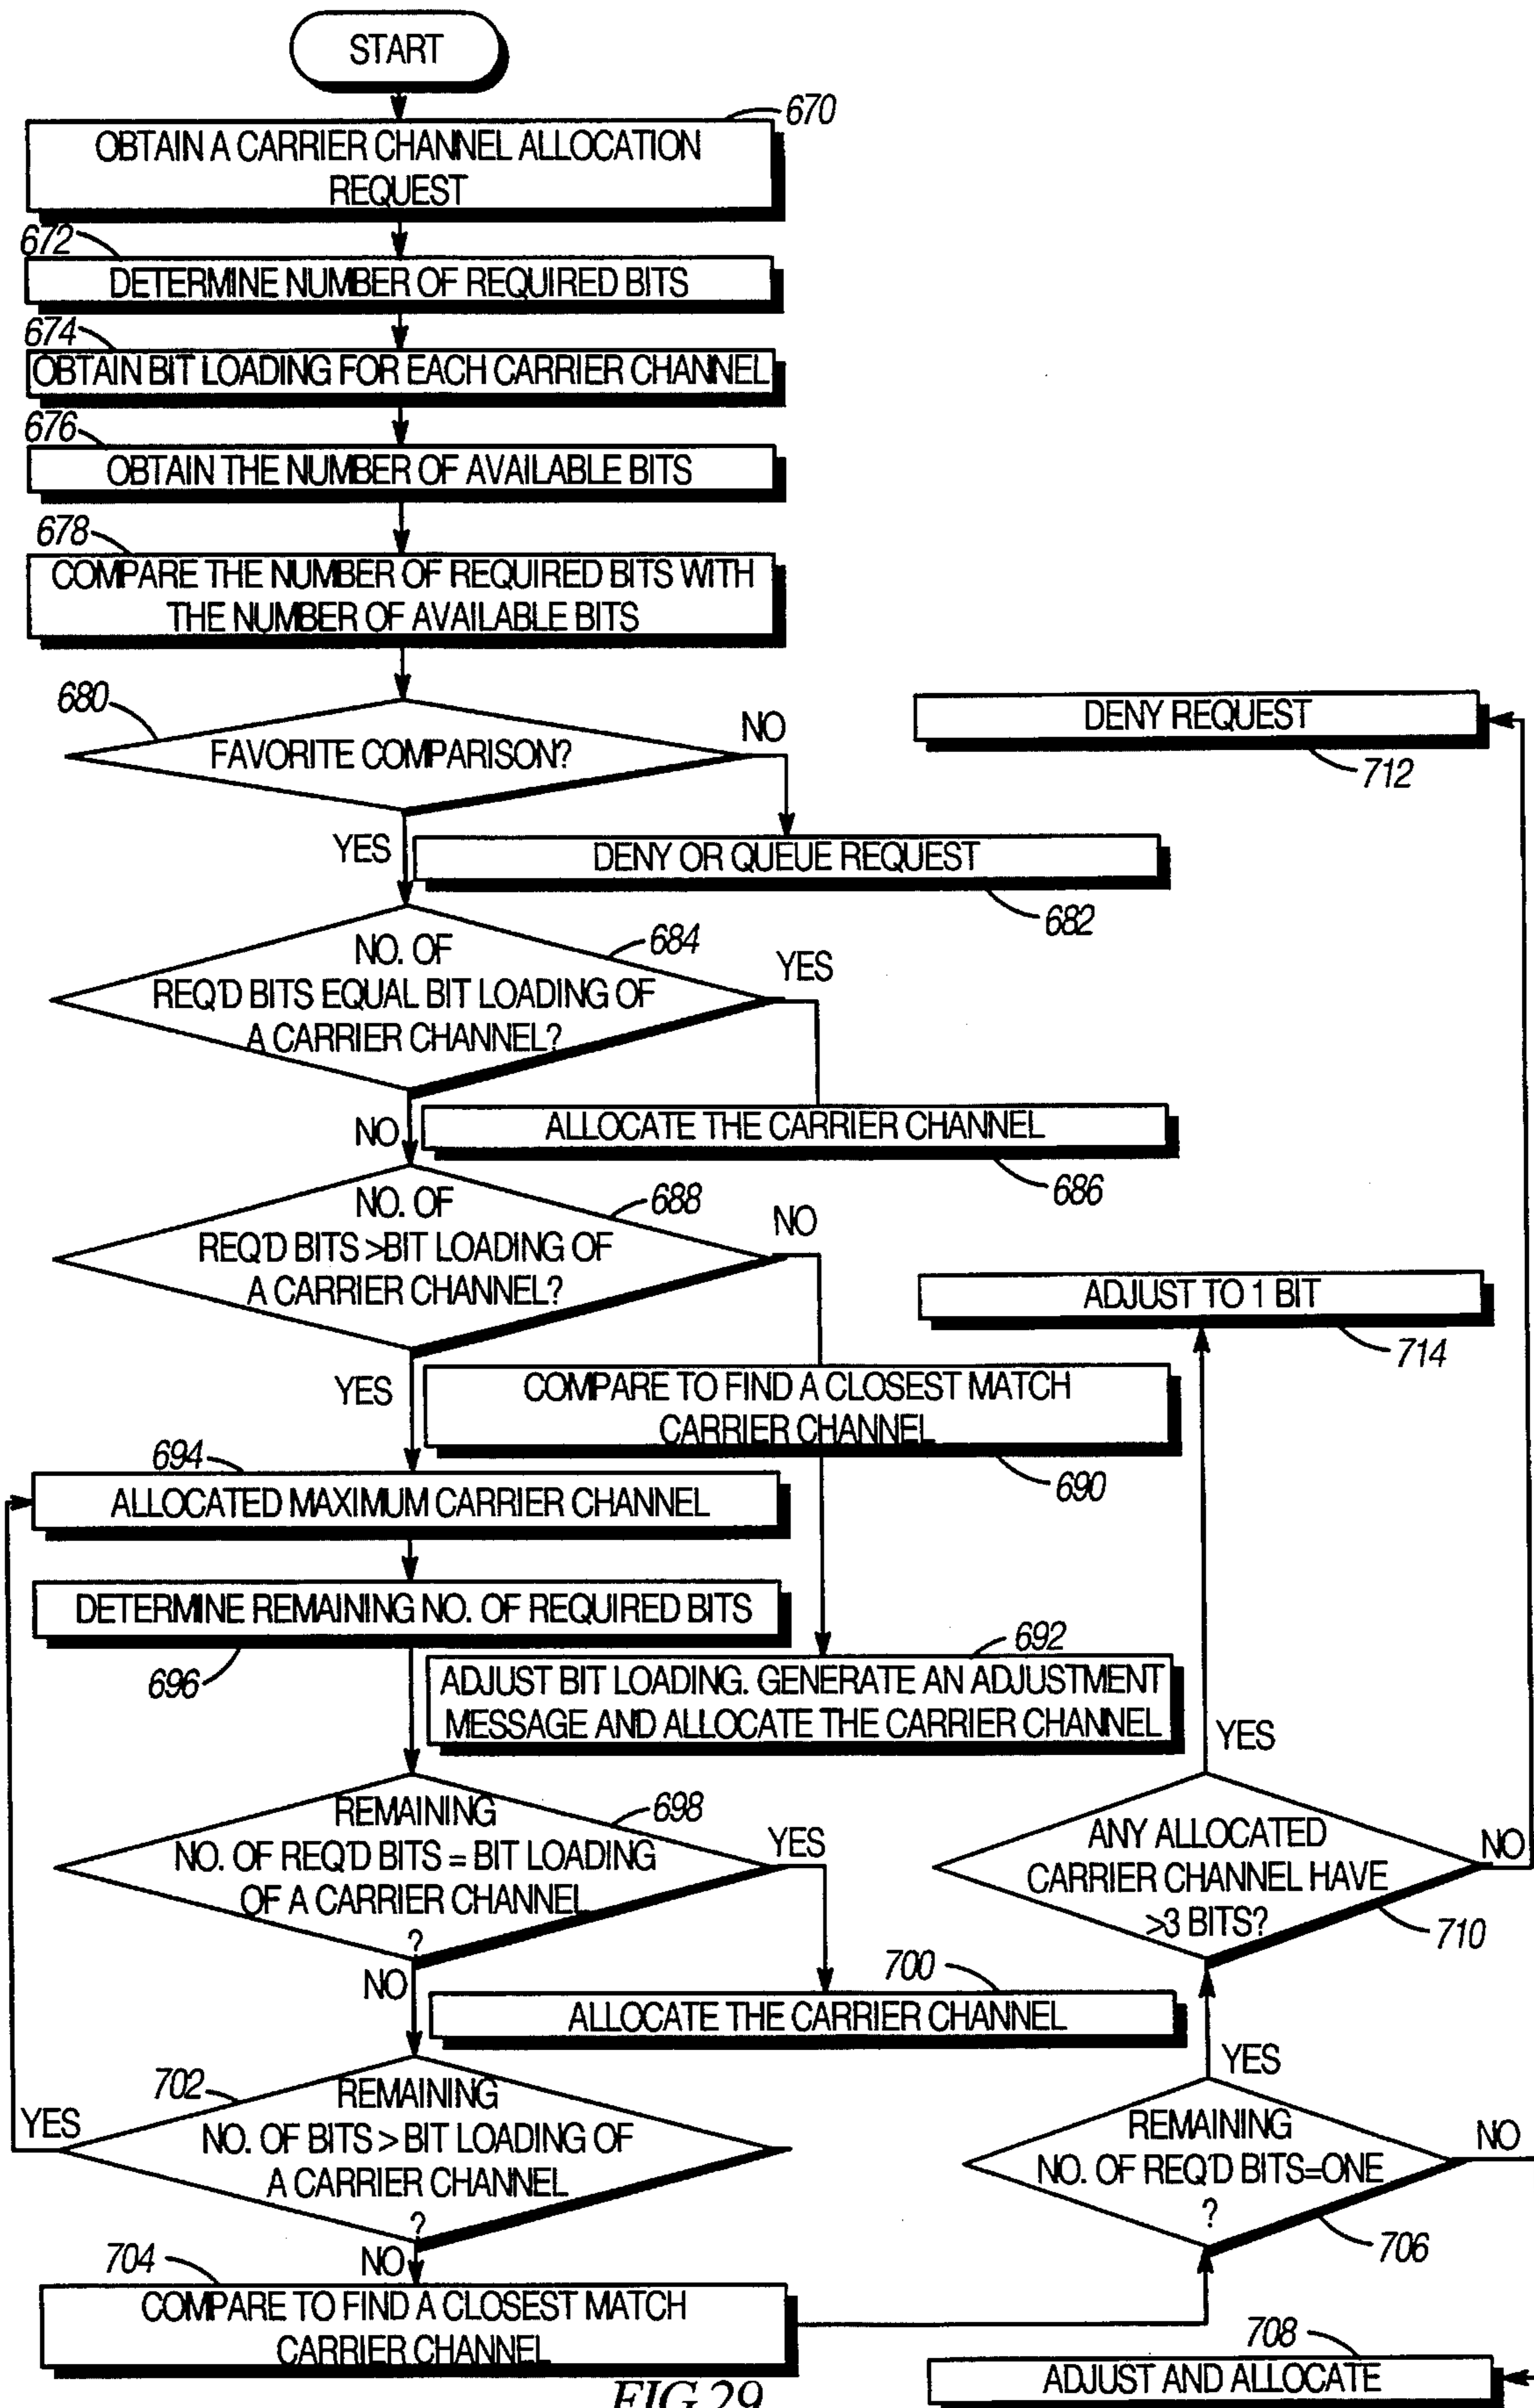 START
670
OBTAIN A CARRIER CHANNEL ALLOCATION
REQUEST
672
DETERMINE NUMBER OF REQUIRED BITS
674
OBTAIN BIT LOADING FOR EACH CARRIER CHANNEL
676
OBTAIN THE NUMBER OF AVAILABLE BITS
678
COMPARE THE NUMBER OF REQUIRED BITS WITH
THE NUMBER OF AVAILABLE BITS
680
FAVORITE COMPARISON?
NO
YES
DENY OR QUEUE REQUEST
682
NO. OF
REQ'D BITS EQUAL BIT LOADING OF
A CARRIER CHANNEL?
684
YES
NO
ALLOCATE THE CARRIER CHANNEL
686
NO. OF
REQ'D BITS >BIT LOADING OF
A CARRIER CHANNEL?
688
NO
YES
COMPARE TO FIND A CLOSEST MATCH
CARRIER CHANNEL
690
694
ALLOCATED MAXIMUM CARRIER CHANNEL
DETERMINE REMAINING NO. OF REQUIRED BITS
696
692
ADJUST BIT LOADING. GENERATE AN ADJUSTMENT
MESSAGE AND ALLOCATE THE CARRIER CHANNEL
REMAINING
NO. OF REQ'D BITS = BIT LOADING
OF A CARRIER CHANNEL
?
698
YES
NO
700
ALLOCATE THE CARRIER CHANNEL
702
REMAINING
NO. OF BITS > BIT LOADING OF
A CARRIER CHANNEL
?
YES
NO
704
COMPARE TO FIND A CLOSEST MATCH
CARRIER CHANNEL
DENY REQUEST
712
ADJUST TO 1 BIT
714
YES
ANY ALLOCATED
CARRIER CHANNEL HAVE
>3 BITS?
NO
710
YES
REMAINING
NO. OF REQ'D BITS=ONE
?
NO
706
708
ADJUST AND ALLOCATE
FIG.29